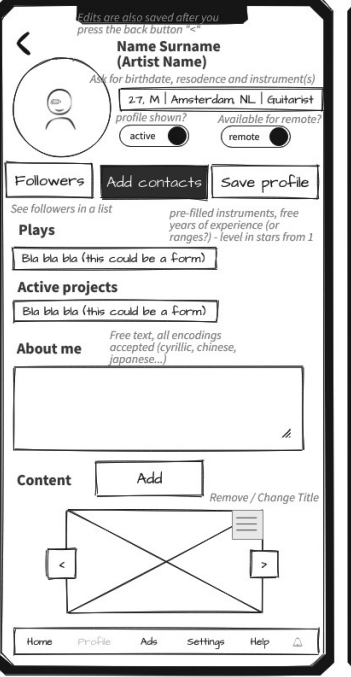 Edits are also saved after you
press the back button "<"
<
Name Surname
(Artist Name)
Ask for birthdate, resodence and instrument(s)
27, M | Amsterdam, NL | Guitarist
profile shown?
Available for remote?
active
remote
Followers
Add contacts
Save profile
See followers in a list
pre-filled instruments, free
years of experience (or
ranges?) - level in stars from 1
Plays
Bla bla bla (this could be a form)
Active projects
Bla bla bla (this could be a form)
About me
Free text, all encodings
accepted (cyrillic, chinese,
japanese...)
Content
Add
Remove / Change Title
<
>
Home Profile Ads Settings Help